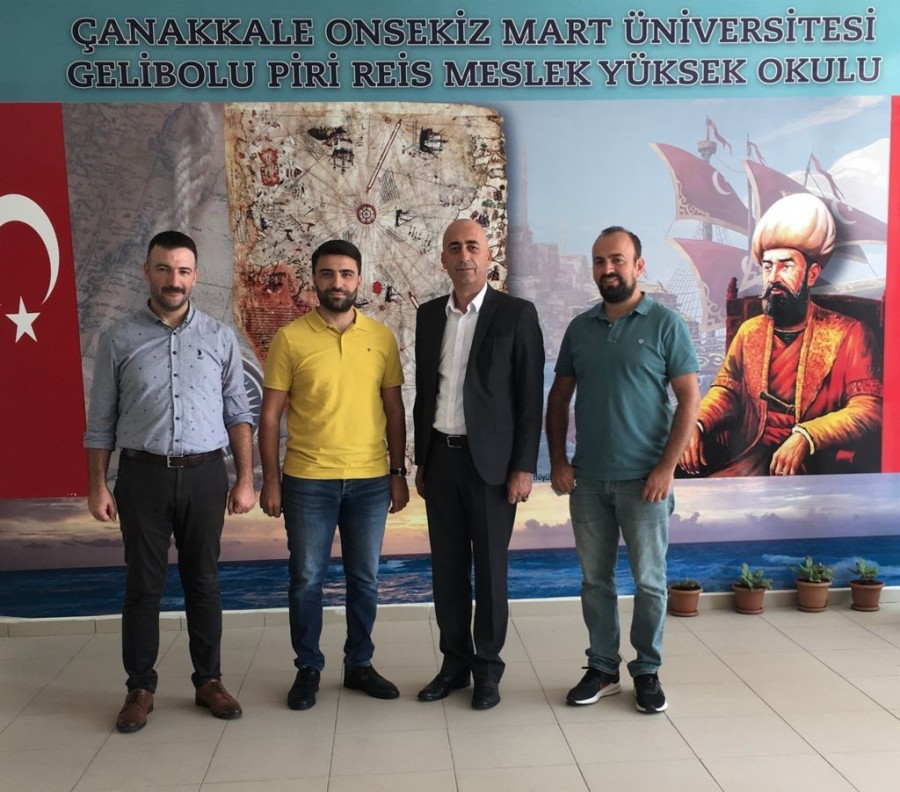 ÇANAKKALE ONSEKİZ MART ÜNİVERSİTESİ
GELİBOLU PİRİ REİS MESLEK YÜKSEK OKULU